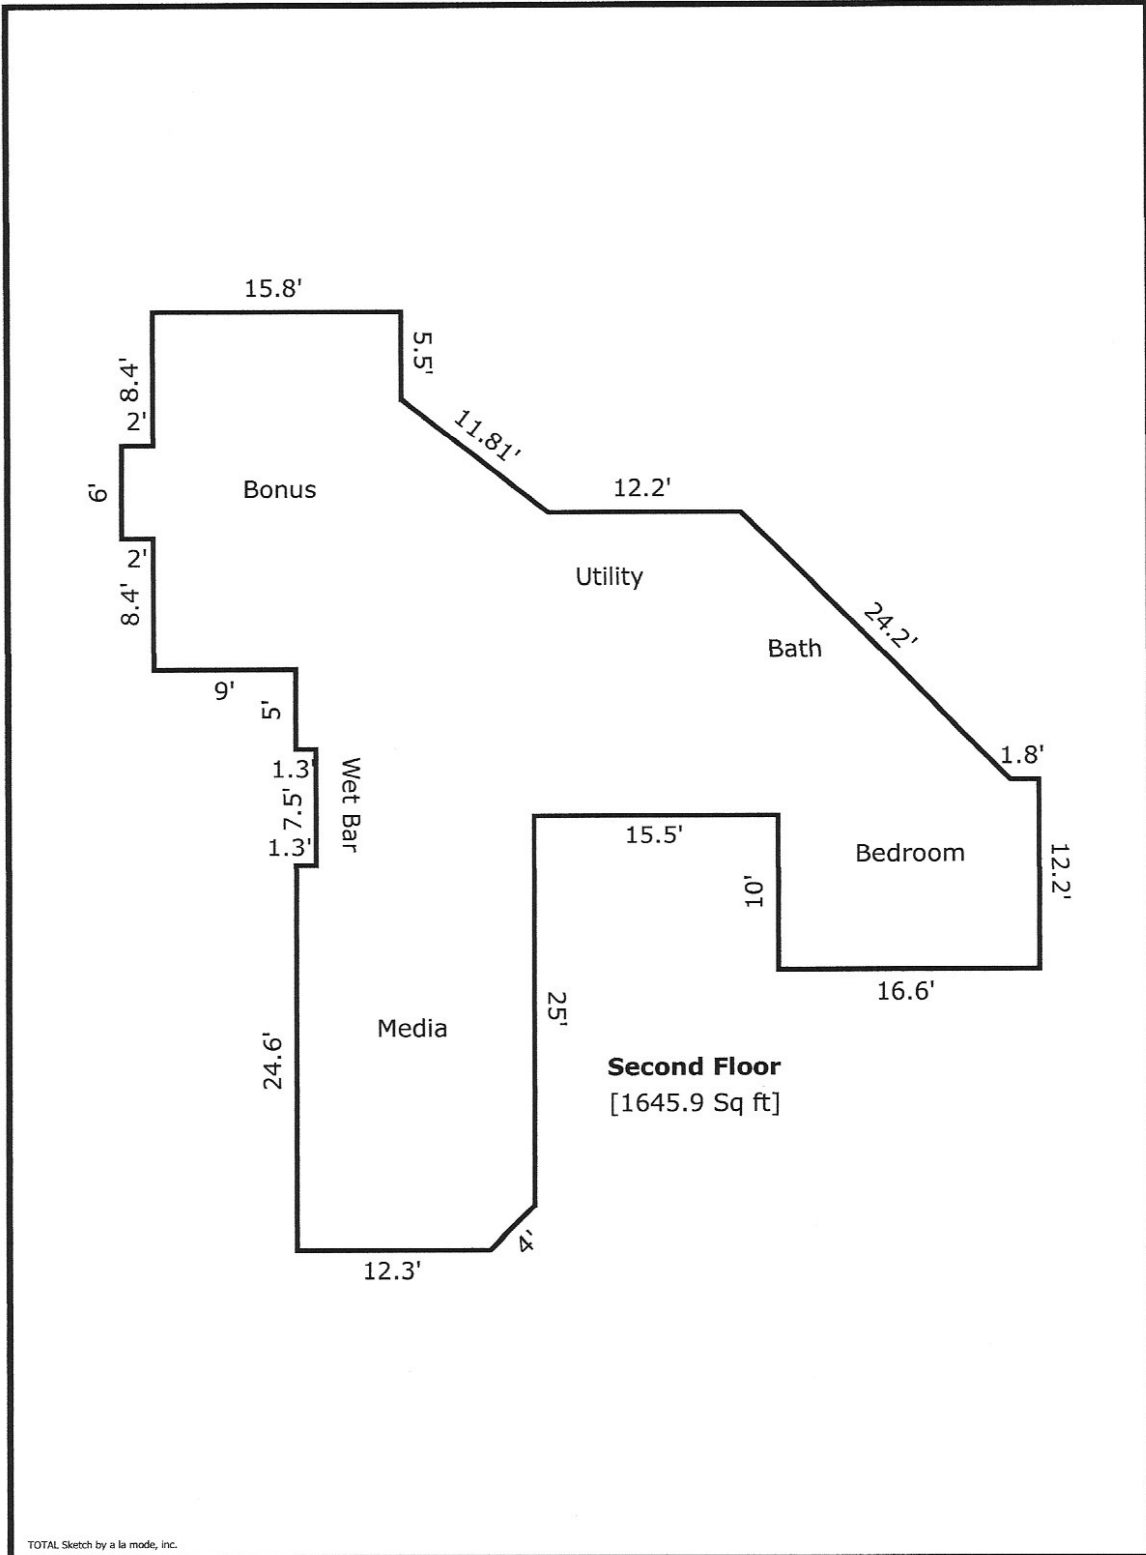 15.8'
5.5'
8.4'
2'
11.81'
6'
Bonus
12.2'
2'
Utility
8.4'
24.2'
Bath
9'
5'
1.8'
1.3'
Wet Bar
7.5'
15.5'
1.3'
Bedroom
12.2'
10'
16.6'
25'
Media
24.6'
Second Floor
[1645.9 Sq ft]
4'
12.3'
TOTAL Sketch by a la mode, inc.